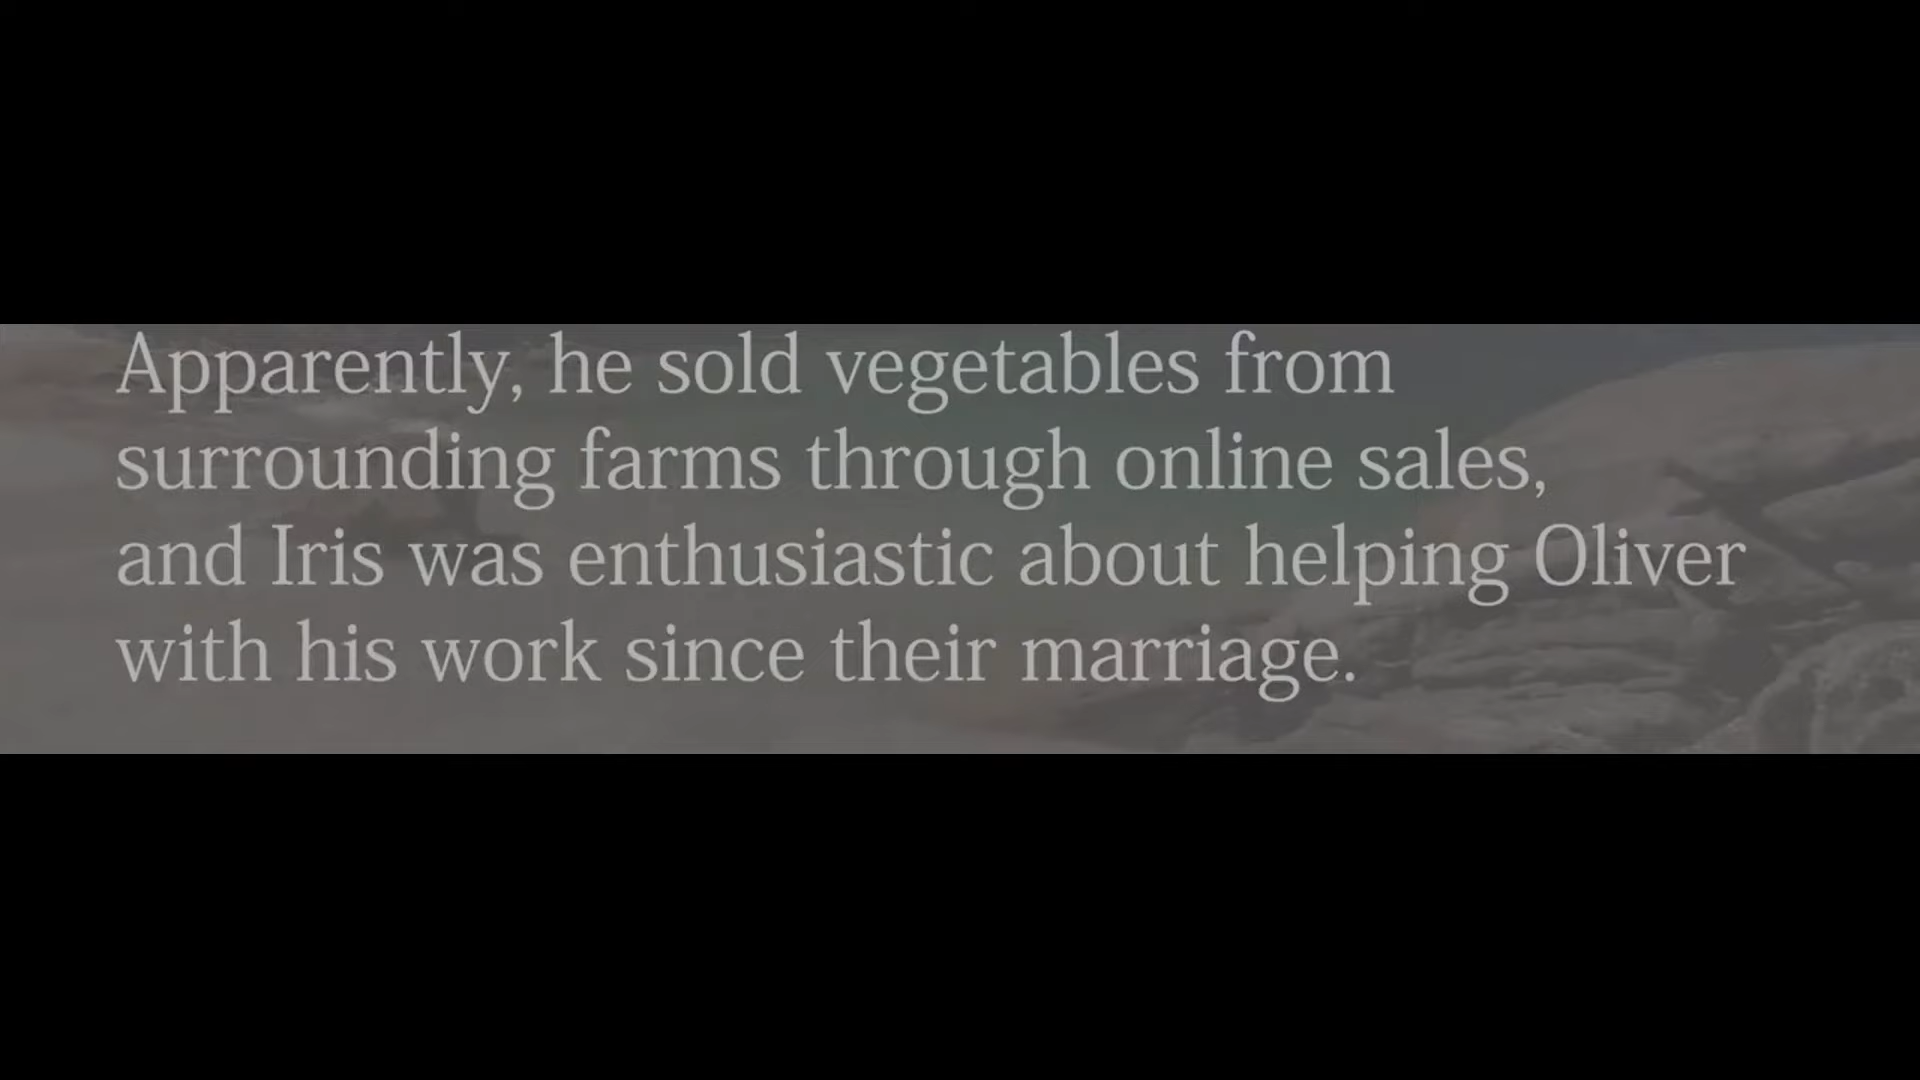 Apparently, he sold vegetables from
surrounding farms through online sales,
and Iris was enthusiastic about helping Oliver
with his work since their marriage.